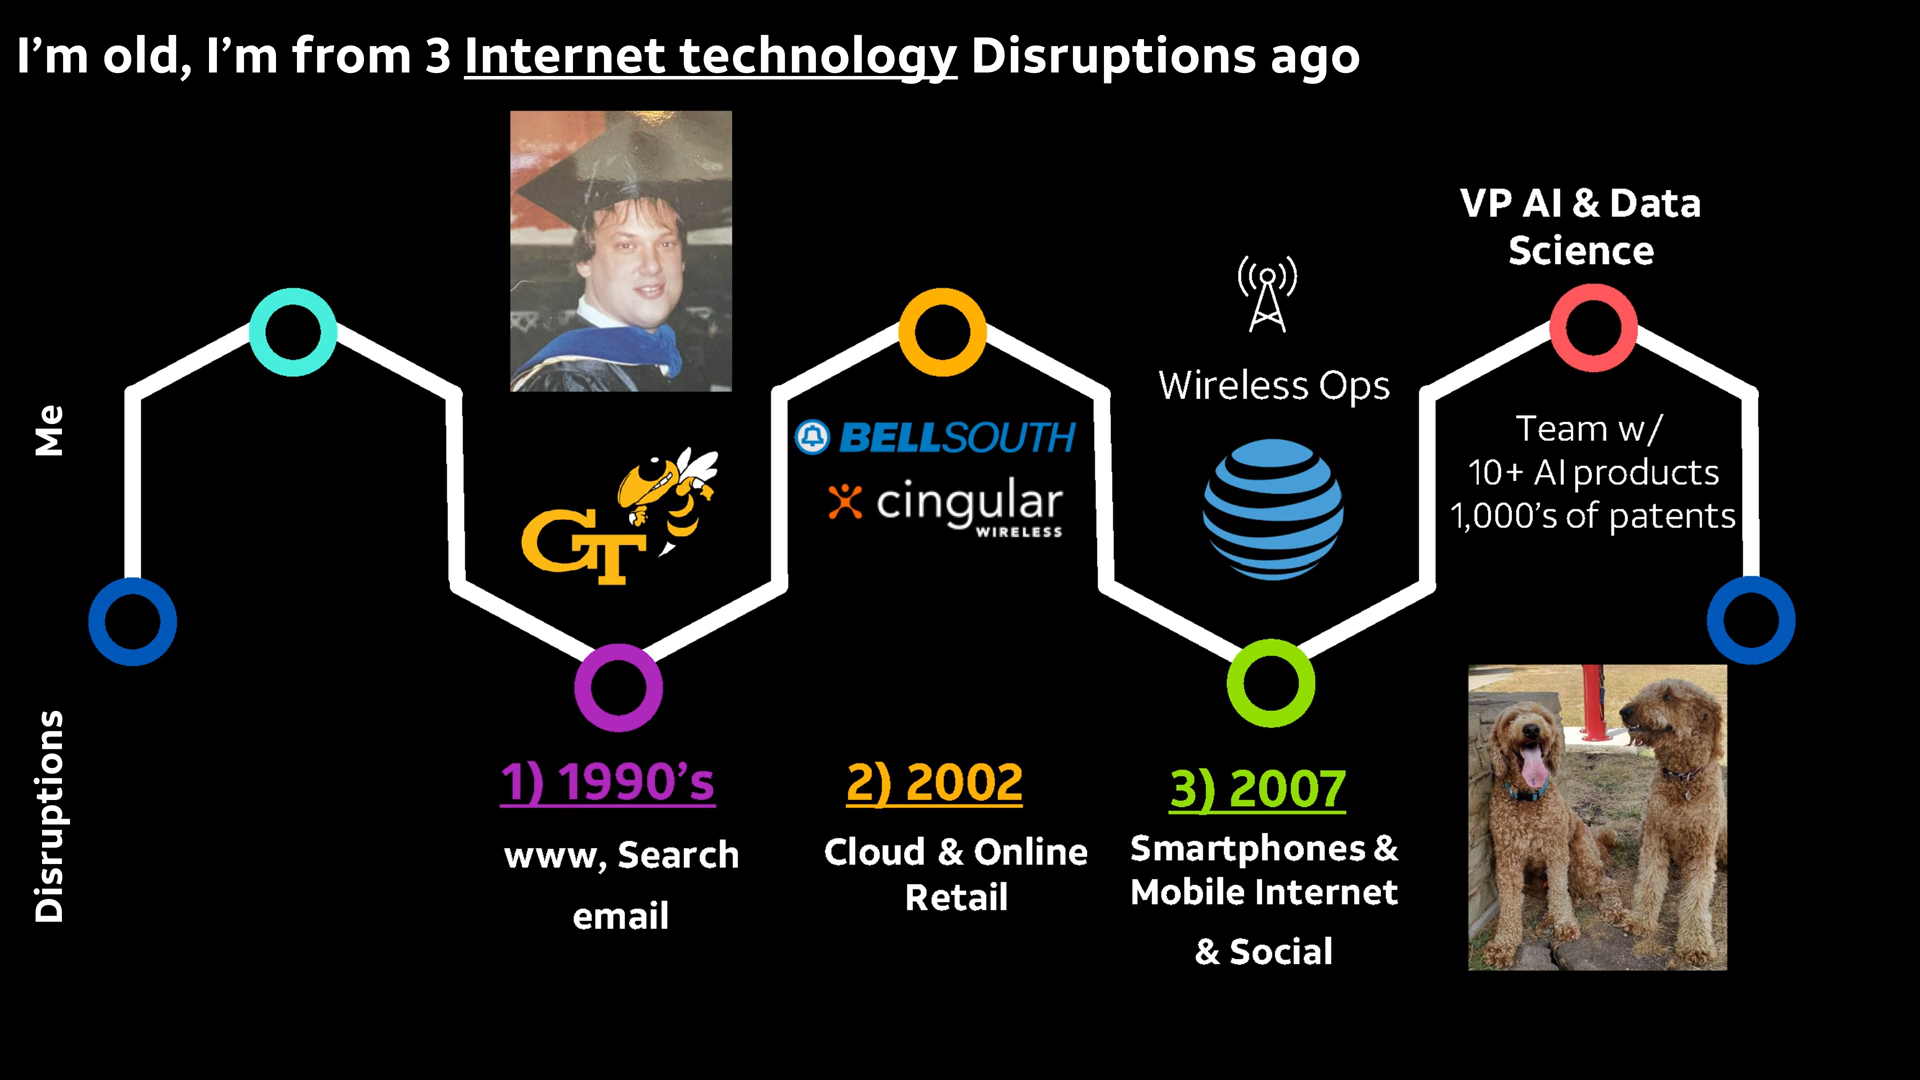 I’m old, I’m from 3 Internet technology Disruptions ago
Me
Disruptions
GT
1) 1990’s
www, Search
email
BELLSOUTH
cingular
WIRELESS
2) 2002
Cloud & Online
Retail
Wireless Ops
3) 2007
Smartphones &
Mobile Internet
& Social
VP AI & Data
Science
Team w/
10+ AI products
1,000’s of patents